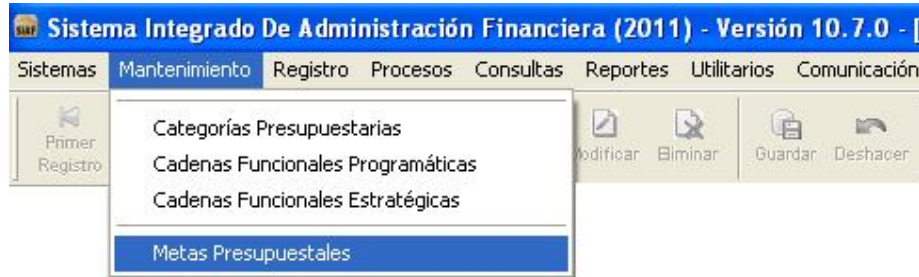 Sistema Integrado De Administración Financiera (2011) - Versión 10.7.0 - [
Sistemas Mantenimiento Registro Procesos Consultas Reportes Utilitarios Comunicación
Primer Registro
odificar Eliminar Guardar Deshacer
Categorías Presupuestarias
Cadenas Funcionales Programáticas
Cadenas Funcionales Estratégicas
Metas Presupuestales